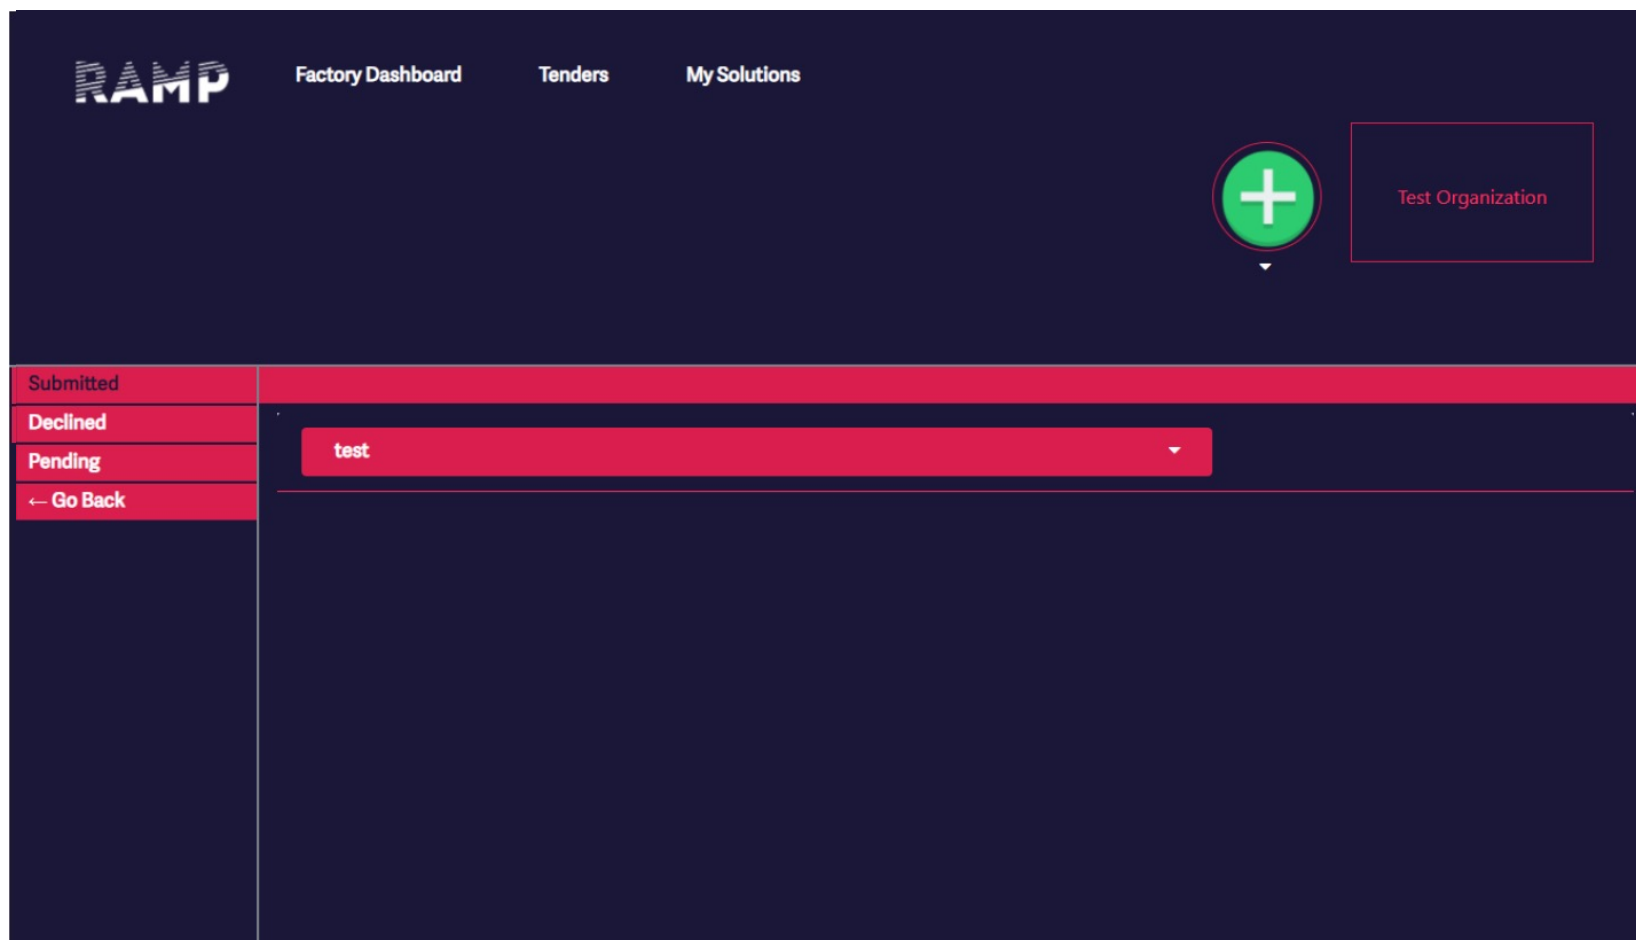 RAMP
Factory Dashboard
Tenders
My Solutions
Test Organization
Submitted
Declined
Pending
← Go Back
test